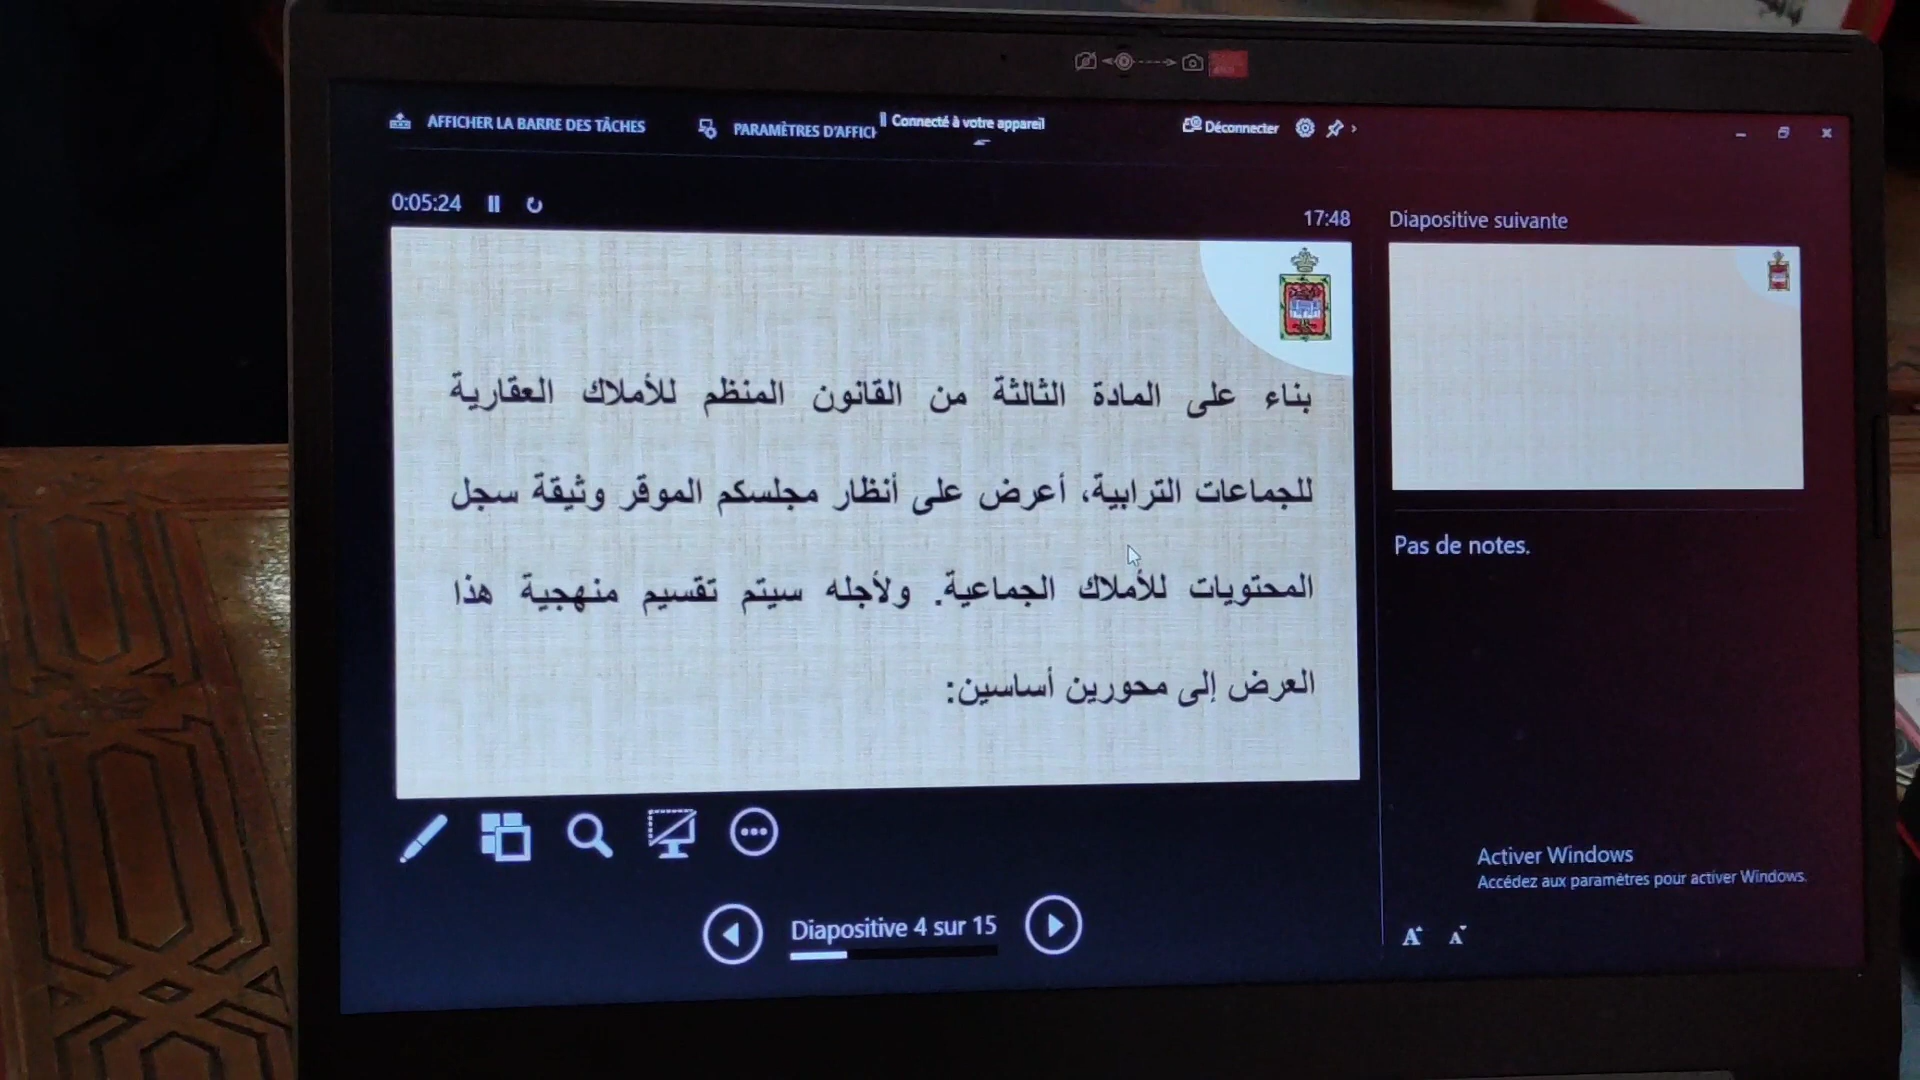 AFFICHER LA BARRE DES TÂCHES
PARAMÈTRES D'AFFICH
Connecté à votre appareil
Déconnecter
0:05:24
17:48
Diapositive suivante
بناء على المادة الثالثة من القانون المنظم للأملاك العقارية
للجماعات الترابية، أعرض على أنظار مجلسكم الموقر وثيقة سجل
المحتويات للأملاك الجماعية. ولأجله سيتم تقسيم منهجية هذا
العرض إلى محورين أساسين:
Pas de notes.
Activer Windows
Accédez aux paramètres pour activer Windows.
Diapositive 4 sur 15
A A